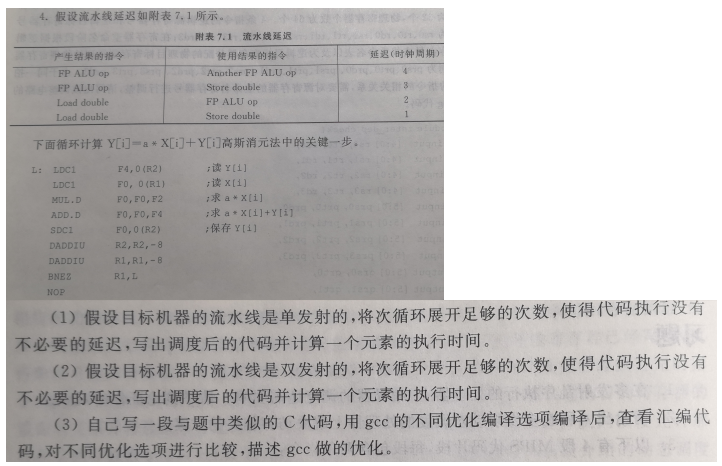 4. 假设流水线延迟如附表 7.1 所示。
附表 7.1 流水线延迟
产生结果的指令 使用结果的指令 延迟(时钟周期)
FP ALU op Another FP ALU op 4
FP ALU op Store double 3
Load double FP ALU op 2
Load double Store double 1
下面循环计算 Y[i]=a * X[i]+Y[i]高斯消元法中的关键一步。
L: LDC1 F4,0(R2) ;读 Y[i]
LDC1 F0, 0(R1) ;读 X[i]
MUL.D F0,F0,F2 ;求 a * X[i]
ADD.D F0,F0,F4 ;求 a * X[i]+Y[i]
SDC1 F0,0(R2) ;保存 Y[i]
DADDIU R2,R2,-8
DADDIU R1,R1,-8
BNEZ R1,L
NOP
(1) 假设目标机器的流水线是单发射的,将次循环展开足够的次数,使得代码执行没有
不必要的延迟,写出调度后的代码并计算一个元素的执行时间。
(2) 假设目标机器的流水线是双发射的,将次循环展开足够的次数,使得代码执行没有
不必要的延迟,写出调度后的代码并计算一个元素的执行时间。
(3) 自己写一段与题中类似的 C 代码,用 gcc 的不同优化编译选项编译后,查看汇编代
码,对不同优化选项进行比较,描述 gcc 做的优化。